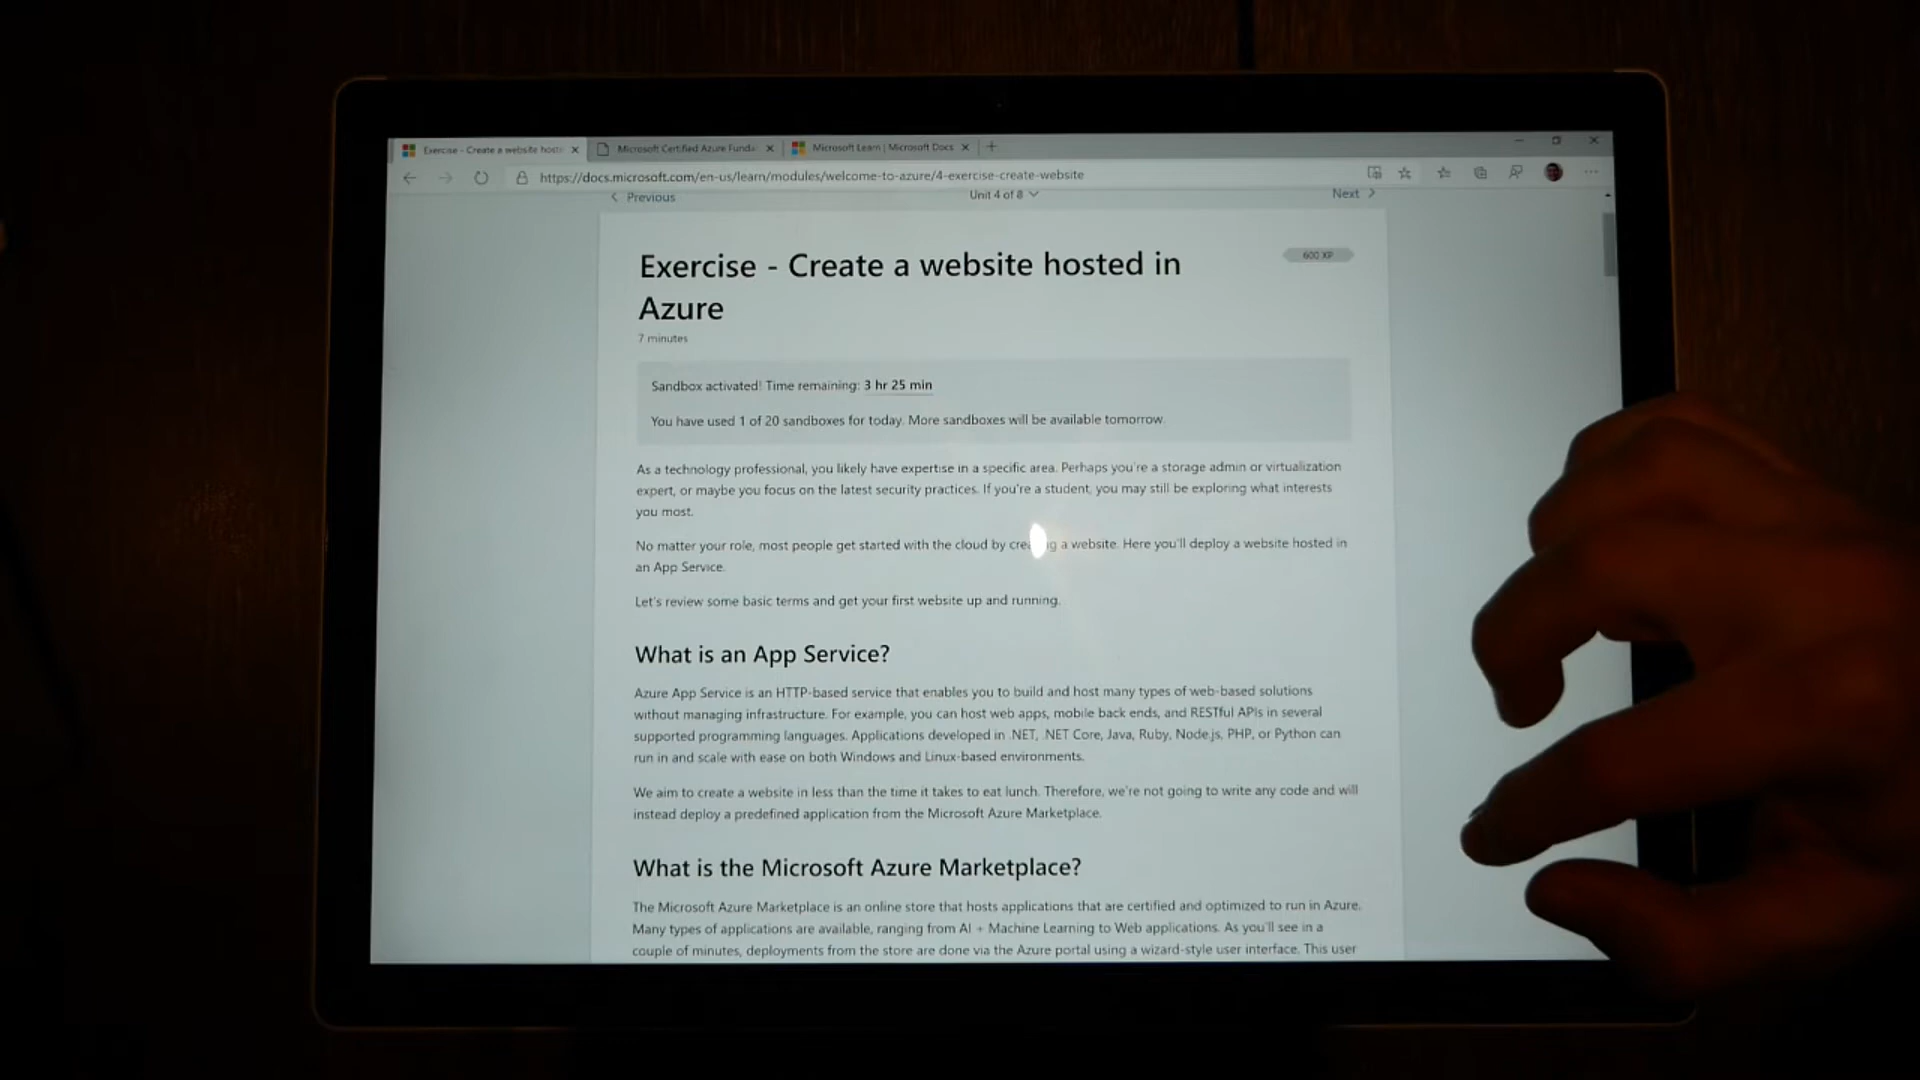 Exercise - Create a website host
Microsoft Certified Azure Funda
Microsoft Learn | Microsoft Docs
https://docs.microsoft.com/en-us/learn/modules/welcome-to-azure/4-exercise-create-website
Previous
Unit 4 of 8
Next
Exercise - Create a website hosted in
Azure
600 XP
7 minutes
Sandbox activated! Time remaining: 3 hr 25 min
You have used 1 of 20 sandboxes for today. More sandboxes will be available tomorrow.
As a technology professional, you likely have expertise in a specific area. Perhaps you're a storage admin or virtualization
expert, or maybe you focus on the latest security practices. If you're a student, you may still be exploring what interests
you most.
No matter your role, most people get started with the cloud by a website. Here you'll deploy a website hosted in
an App Service.
Let's review some basic terms and get your first website up and running.
What is an App Service?
Azure App Service is an HTTP-based service that enables you to build and host many types of web-based solutions
without managing infrastructure. For example, you can host web apps, mobile back ends, and RESTful APIs in several
supported programming languages. Applications developed in .NET, .NET Core, Java, Ruby, Node.js, PHP, or Python can
run in and scale with ease on both Windows and Linux-based environments.
We aim to create a website in less than the time it takes to eat lunch. Therefore, we're not going to write any code and will
instead deploy a predefined application from the Microsoft Azure Marketplace.
What is the Microsoft Azure Marketplace?
The Microsoft Azure Marketplace is an online store that hosts applications that are certified and optimized to run in Azure.
Many types of applications are available, ranging from AI + Machine Learning to Web applications. As you'll see in a
couple of minutes, deployments from the store are done via the Azure portal using a wizard-style user interface. This user